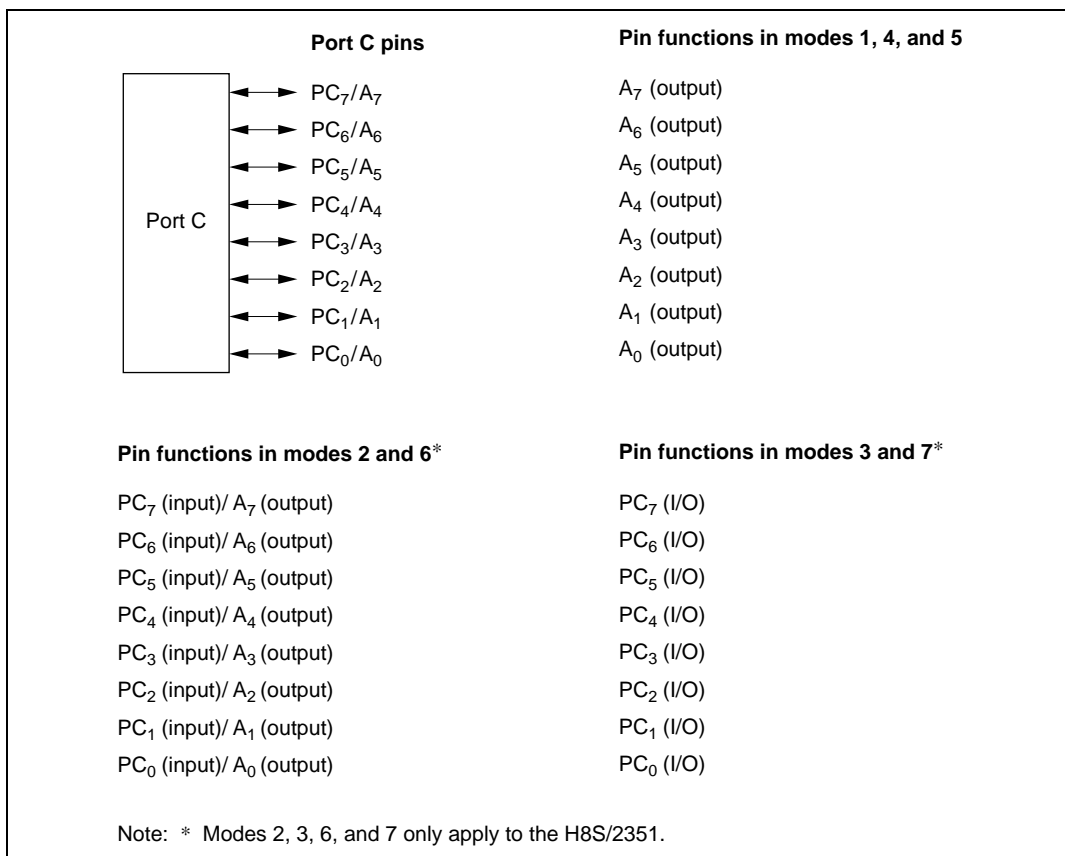 Port C pins
Pin functions in modes 1, 4, and 5
Port C
PC7/A7
PC6/A6
PC5/A5
PC4/A4
PC3/A3
PC2/A2
PC1/A1
PC0/A0
A7 (output)
A6 (output)
A5 (output)
A4 (output)
A3 (output)
A2 (output)
A1 (output)
A0 (output)
Pin functions in modes 2 and 6*
PC7 (input)/ A7 (output)
PC6 (input)/ A6 (output)
PC5 (input)/ A5 (output)
PC4 (input)/ A4 (output)
PC3 (input)/ A3 (output)
PC2 (input)/ A2 (output)
PC1 (input)/ A1 (output)
PC0 (input)/ A0 (output)
Pin functions in modes 3 and 7*
PC7 (I/O)
PC6 (I/O)
PC5 (I/O)
PC4 (I/O)
PC3 (I/O)
PC2 (I/O)
PC1 (I/O)
PC0 (I/O)
Note: * Modes 2, 3, 6, and 7 only apply to the H8S/2351.